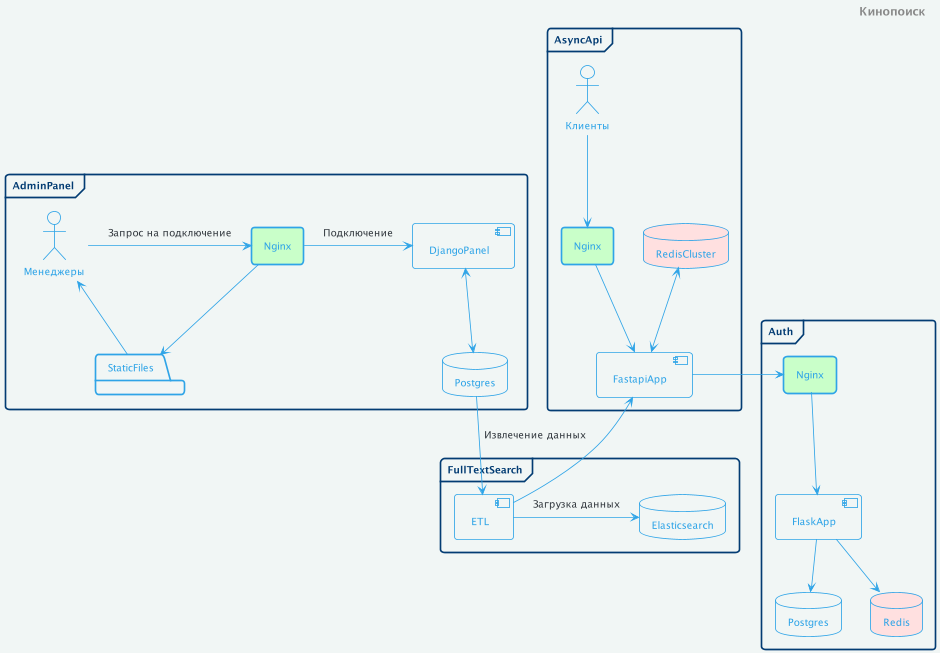 Кинопоиск
AsyncApi
Клиенты
Nginx
RedisCluster
FastapiApp
AdminPanel
Менеджеры
Запрос на подключение
Nginx
Подключение
DjangoPanel
StaticFiles
Postgres
Извлечение данных
FullTextSearch
ETL
Загрузка данных
Elasticsearch
Auth
Nginx
FlaskApp
Postgres
Redis